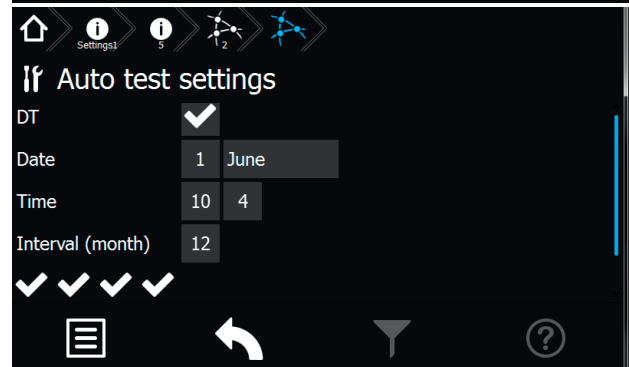 Settings1 5 2
Auto test settings
DT
Date 1 June
Time 10 4
Interval (month) 12